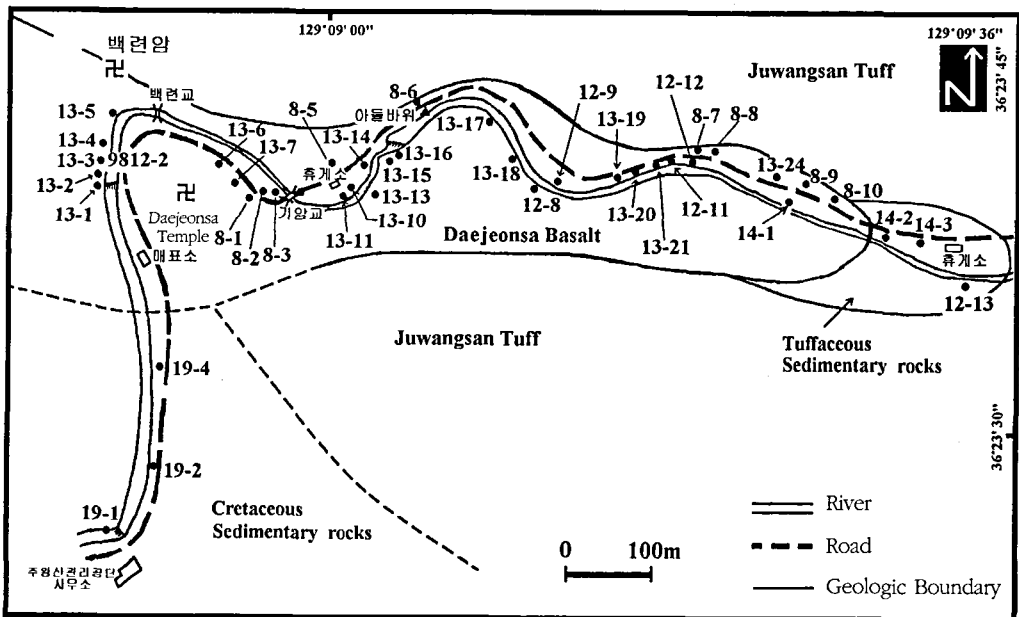 129°09' 00"
129°09' 36"
36°23' 45"
백련암
백련교
Juwangsan Tuff
13-5
13-4
13-3
9812-2
13-2
13-1
13-6
13-7
8-5
13-14
8-6
아들바위
휴게소
13-17
13-16
13-15
13-13
13-10
13-11
기암교
Daejeonsa
Temple
매표소
8-1
8-2
8-3
13-18
12-9
12-8
13-19
12-12
8-7
8-8
13-20
12-11
13-21
13-24
8-9
8-10
14-1
14-2
14-3
휴게소
12-13
Daejeonsa Basalt
Juwangsan Tuff
Tuffaceous
Sedimentary rocks
36°23' 30"
19-4
19-2
19-1
Cretaceous
Sedimentary rocks
주왕산관리공단
사무소
0 100m
River
Road
Geologic Boundary
N